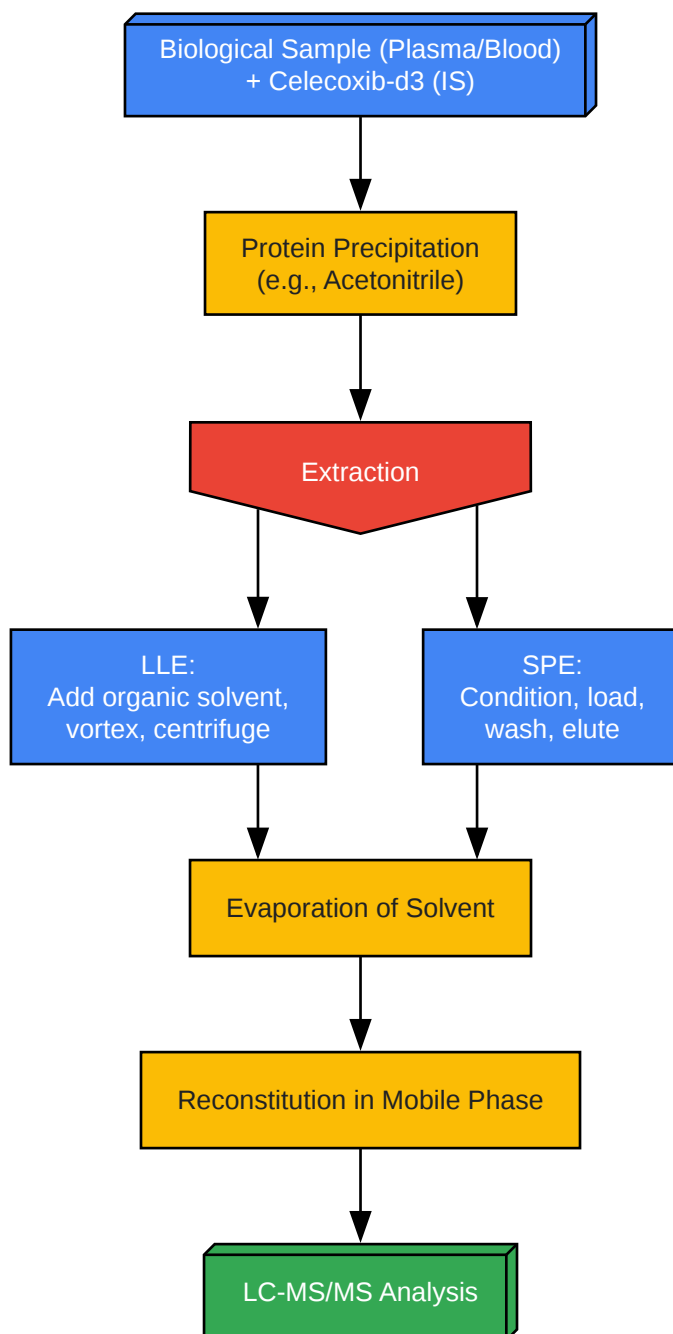 Biological Sample (Plasma/Blood)
+ Celecoxib-d3 (IS)
Protein Precipitation
(e.g., Acetonitrile)
Extraction
LLE:
Add organic solvent,
vortex, centrifuge
SPE:
Condition, load,
wash, elute
Evaporation of Solvent
Reconstitution in Mobile Phase
LC-MS/MS Analysis